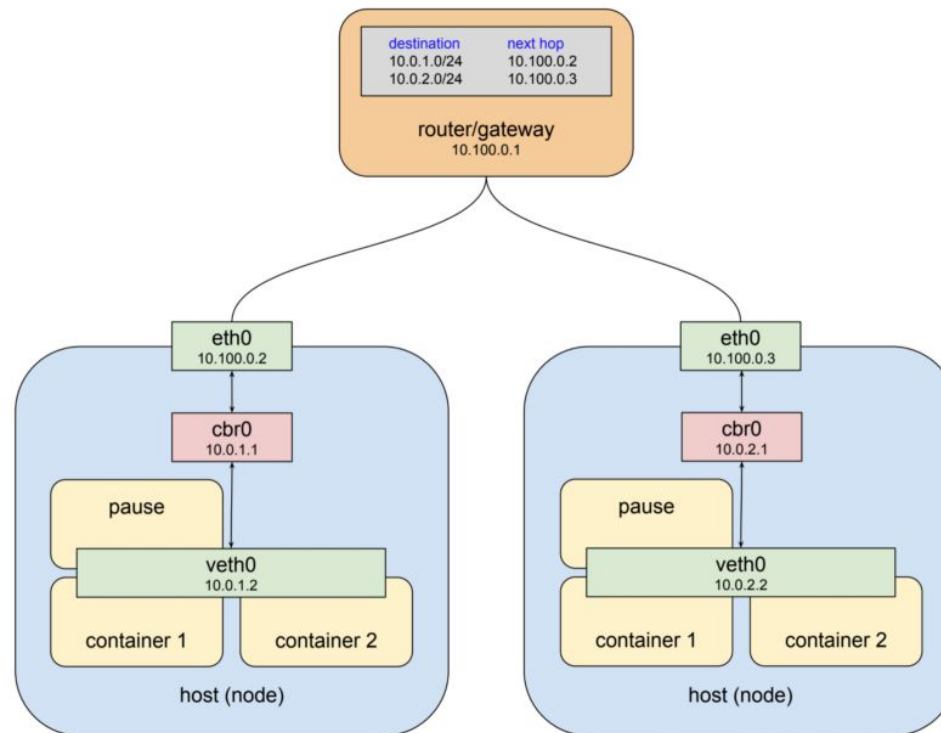 destination next hop
10.0.1.0/24 10.100.0.2
10.0.2.0/24 10.100.0.3
router/gateway
10.100.0.1
eth0
10.100.0.2
cbr0
10.0.1.1
pause
veth0
10.0.1.2
container 1
container 2
host (node)
eth0
10.100.0.3
cbr0
10.0.2.1
pause
veth0
10.0.2.2
container 1
container 2
host (node)